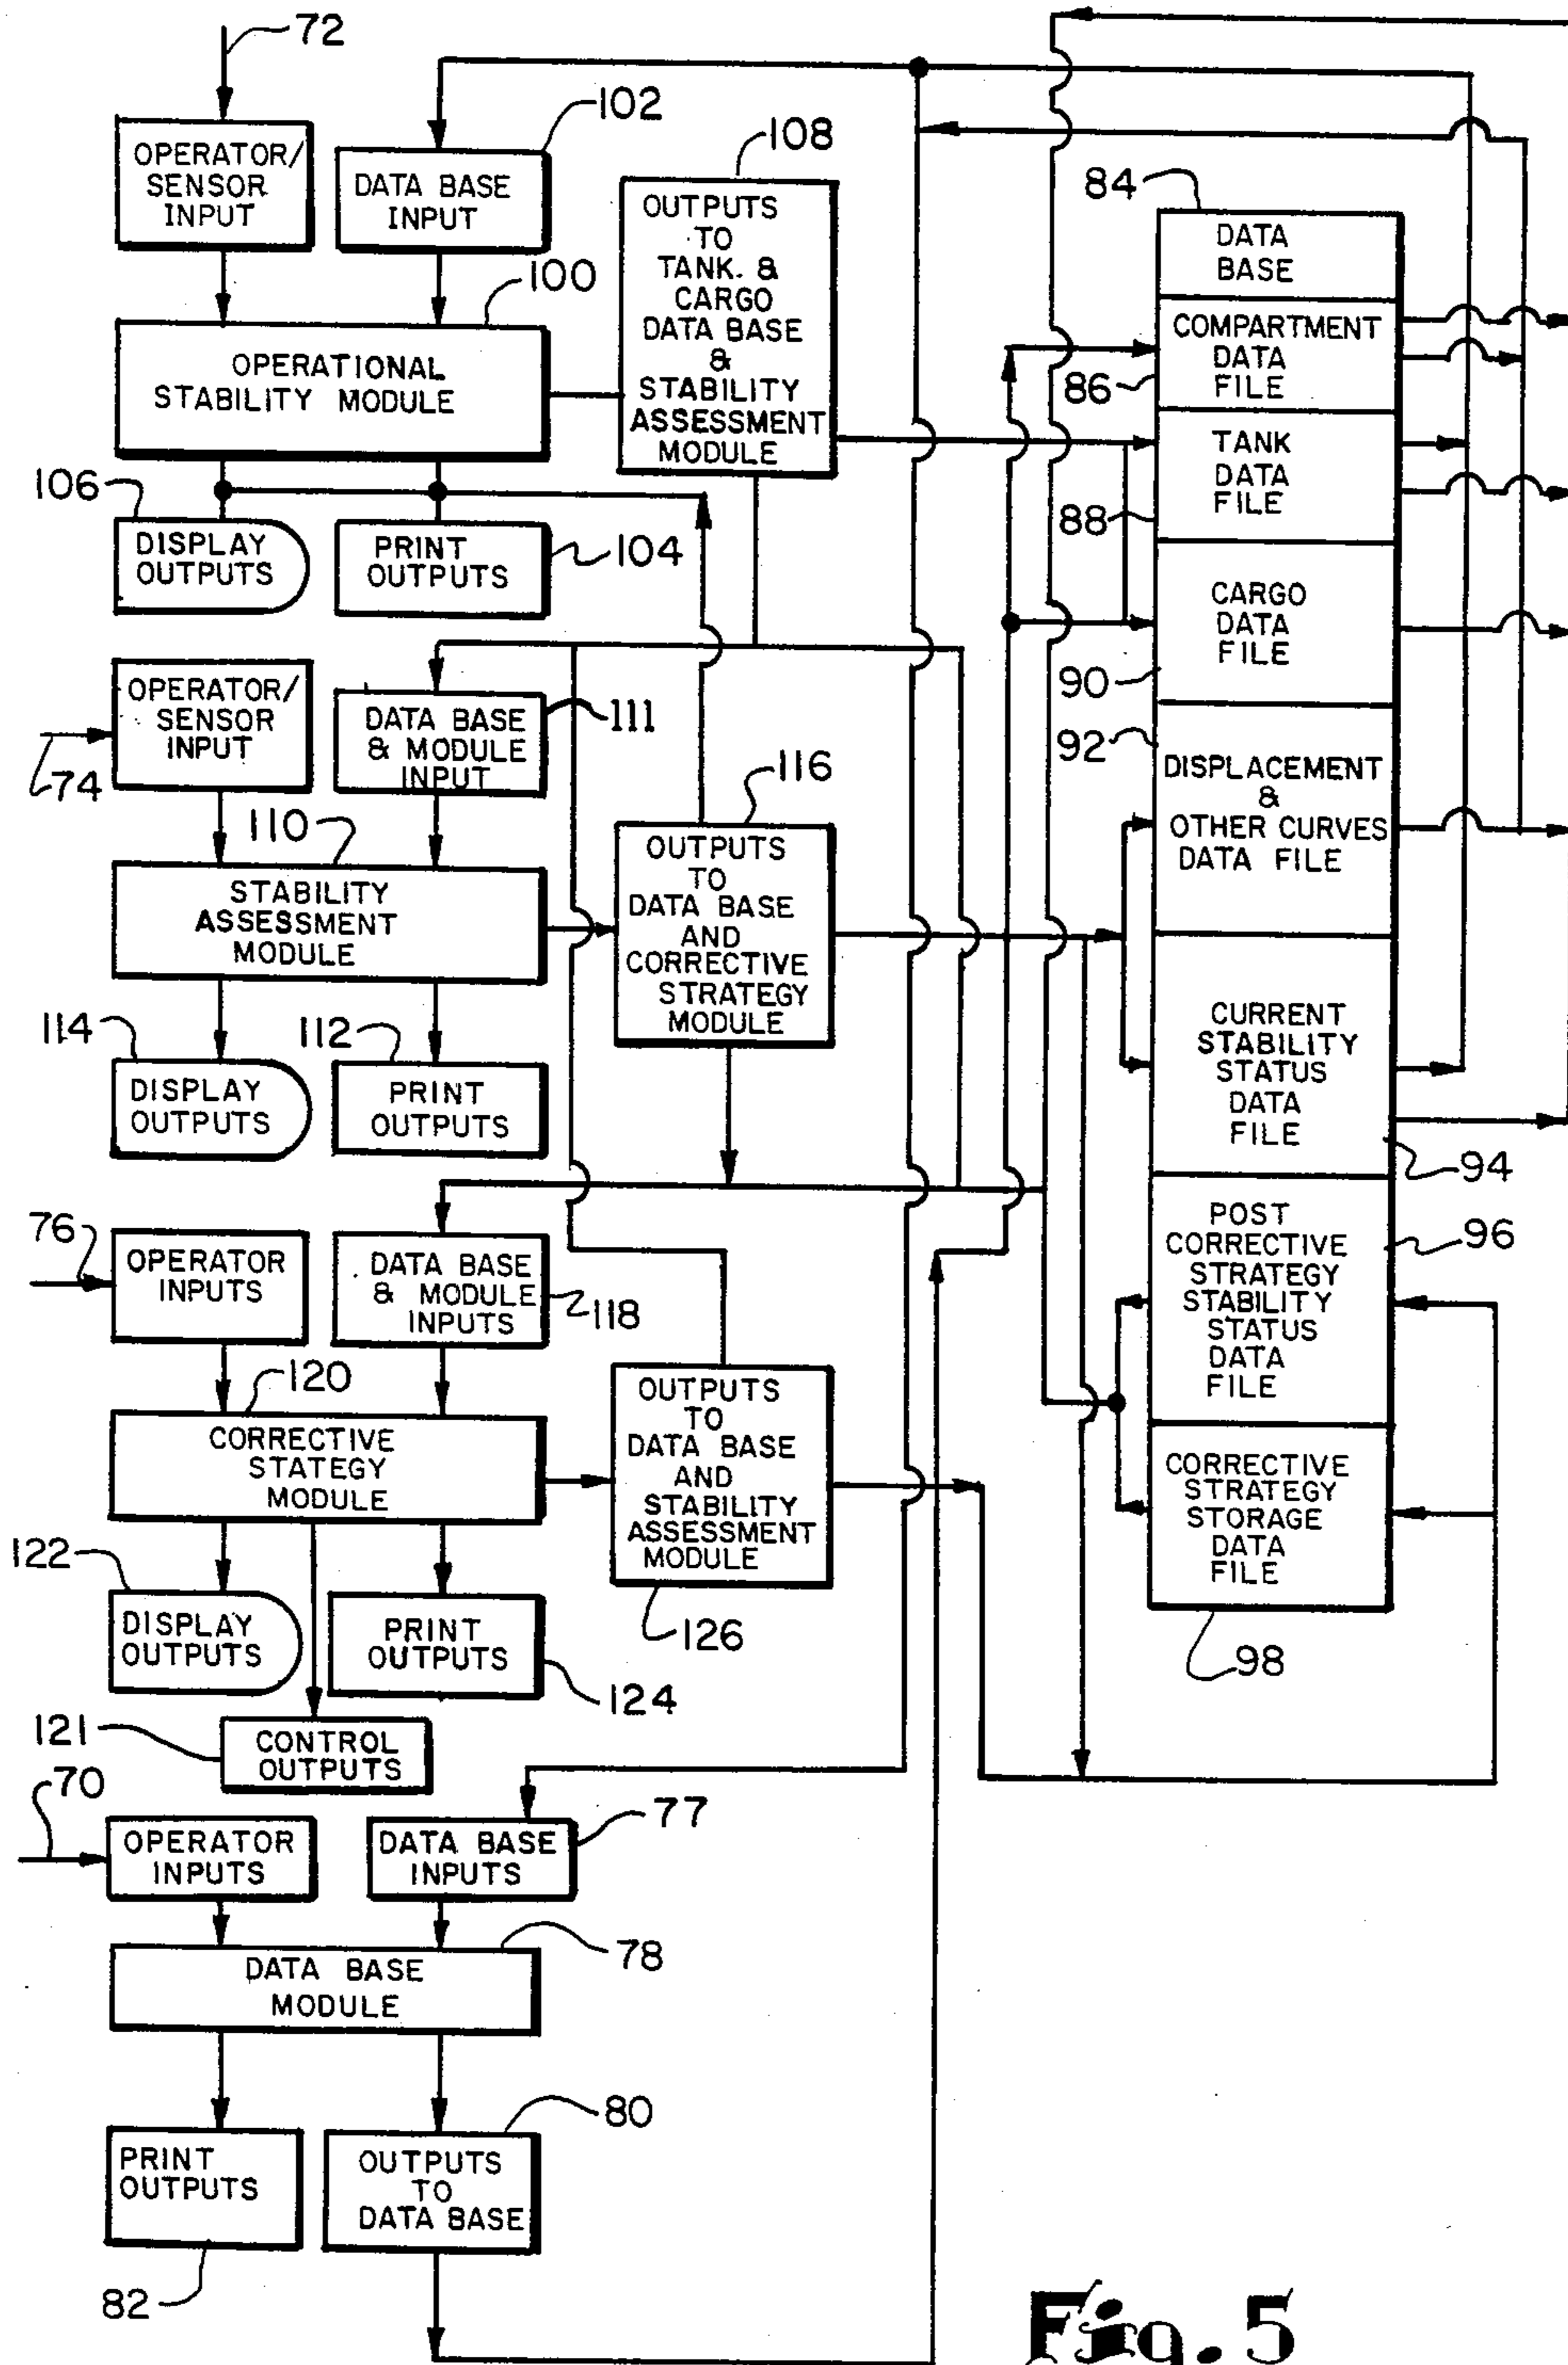 72
OPERATOR/
SENSOR
INPUT
102
DATA BASE
INPUT
108
OUTPUTS
TO
TANK. &
CARGO
DATA BASE
&
STABILITY
ASSESSMENT
MODULE
100
OPERATIONAL
STABILITY MODULE
106
DISPLAY
OUTPUTS
PRINT
OUTPUTS
104
OPERATOR/
SENSOR
INPUT
74
DATA BASE
& MODULE
INPUT
111
110
STABILITY
ASSESSMENT
MODULE
116
OUTPUTS
TO
DATA BASE
AND
CORRECTIVE
STRATEGY
MODULE
114
DISPLAY
OUTPUTS
112
PRINT
OUTPUTS
76
OPERATOR
INPUTS
DATA BASE
& MODULE
INPUTS
118
120
CORRECTIVE
STATEGY
MODULE
OUTPUTS
TO
DATA BASE
AND
STABILITY
ASSESSMENT
MODULE
126
122
DISPLAY
OUTPUTS
PRINT
OUTPUTS
124
121
CONTROL
OUTPUTS
70
OPERATOR
INPUTS
77
DATA BASE
INPUTS
78
DATA BASE
MODULE
PRINT
OUTPUTS
82
80
OUTPUTS
TO
DATA BASE
84
DATA
BASE
COMPARTMENT
DATA
FILE
86
TANK
DATA
FILE
88
CARGO
DATA
FILE
90
92
DISPLACEMENT
&
OTHER CURVES
DATA FILE
CURRENT
STABILITY
STATUS
DATA
FILE
94
POST
CORRECTIVE
STRATEGY
STABILITY
STATUS
DATA
FILE
96
CORRECTIVE
STRATEGY
STORAGE
DATA
FILE
98
Fig. 5